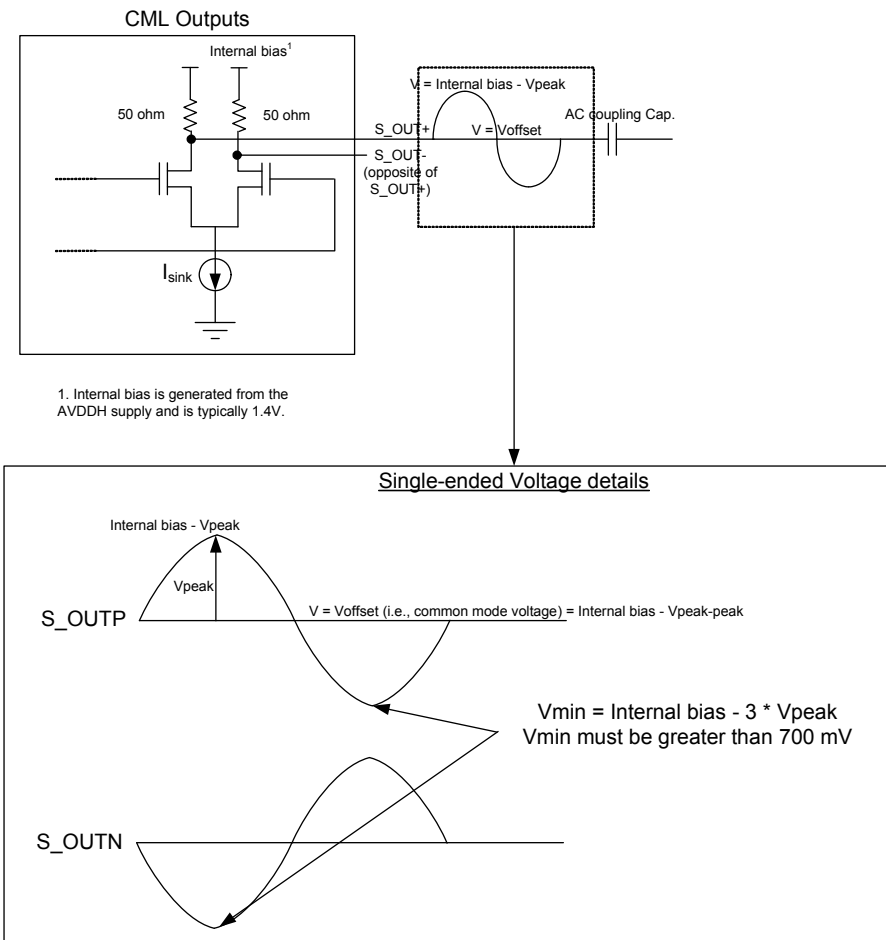 CML Outputs
Internal bias1
50 ohm
50 ohm
S_OUT+
S_OUT-
(opposite of
S_OUT+)
V = Internal bias - Vpeak
V = Voffset
AC coupling Cap.
Isink
1. Internal bias is generated from the
AVDDH supply and is typically 1.4V.
Single-ended Voltage details
Internal bias - Vpeak
Vpeak
S_OUTP
V = Voffset (i.e., common mode voltage) = Internal bias - Vpeak-peak
Vmin = Internal bias - 3 * Vpeak
Vmin must be greater than 700 mV
S_OUTN